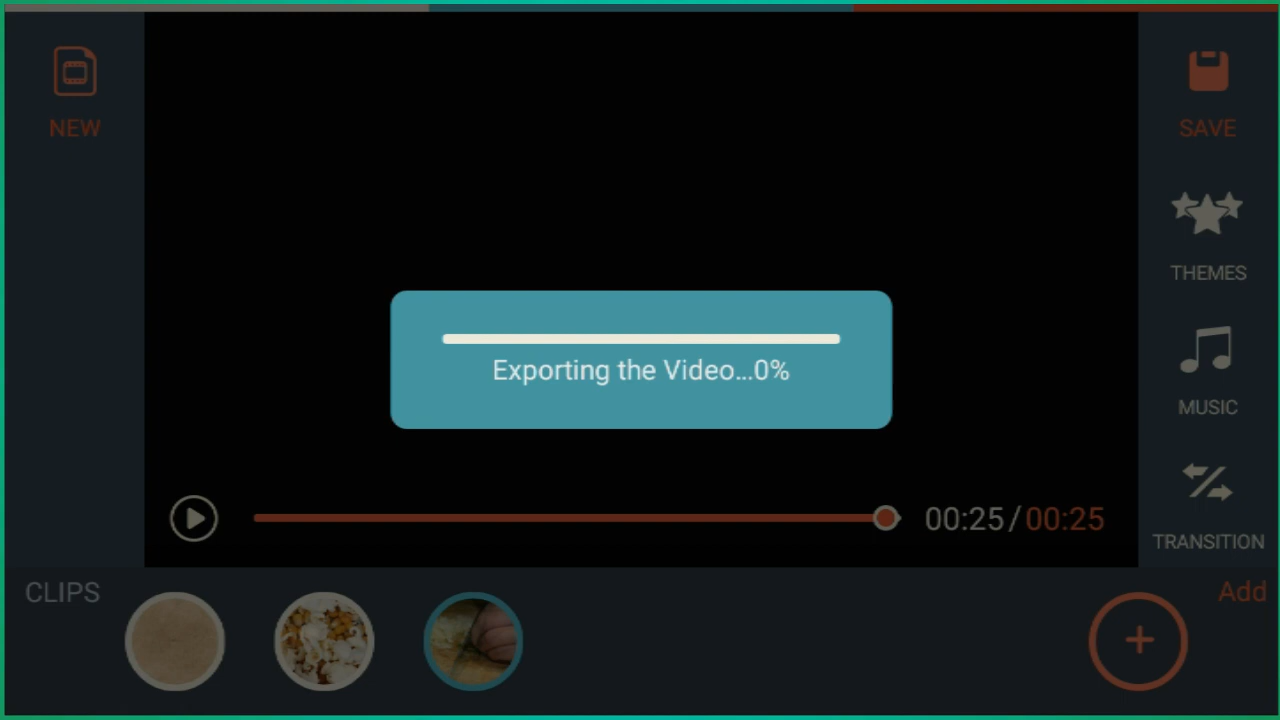 NEW
SAVE
THEMES
Exporting the Video...0%
MUSIC
00:25/00:25
TRANSITION
CLIPS
Add